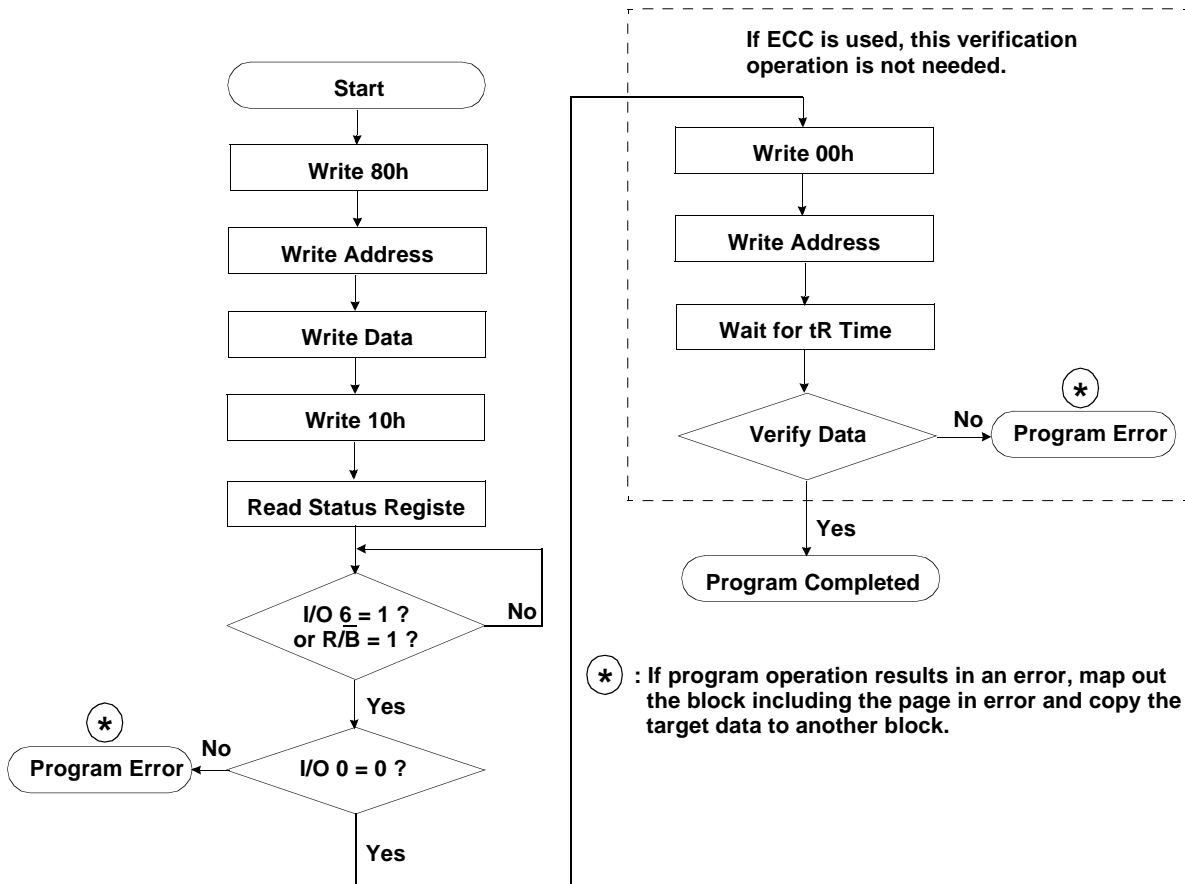 Start
Write 80h
Write Address
Write Data
Write 10h
Read Status Registe
I/O 6 = 1 ?
or R/B̅ = 1 ?
No
Yes
*
No
Program Error
I/O 0 = 0 ?
Yes
If ECC is used, this verification
operation is not needed.
Write 00h
Write Address
Wait for tR Time
Verify Data
No
*
Program Error
Yes
Program Completed
* : If program operation results in an error, map out
the block including the page in error and copy the
target data to another block.